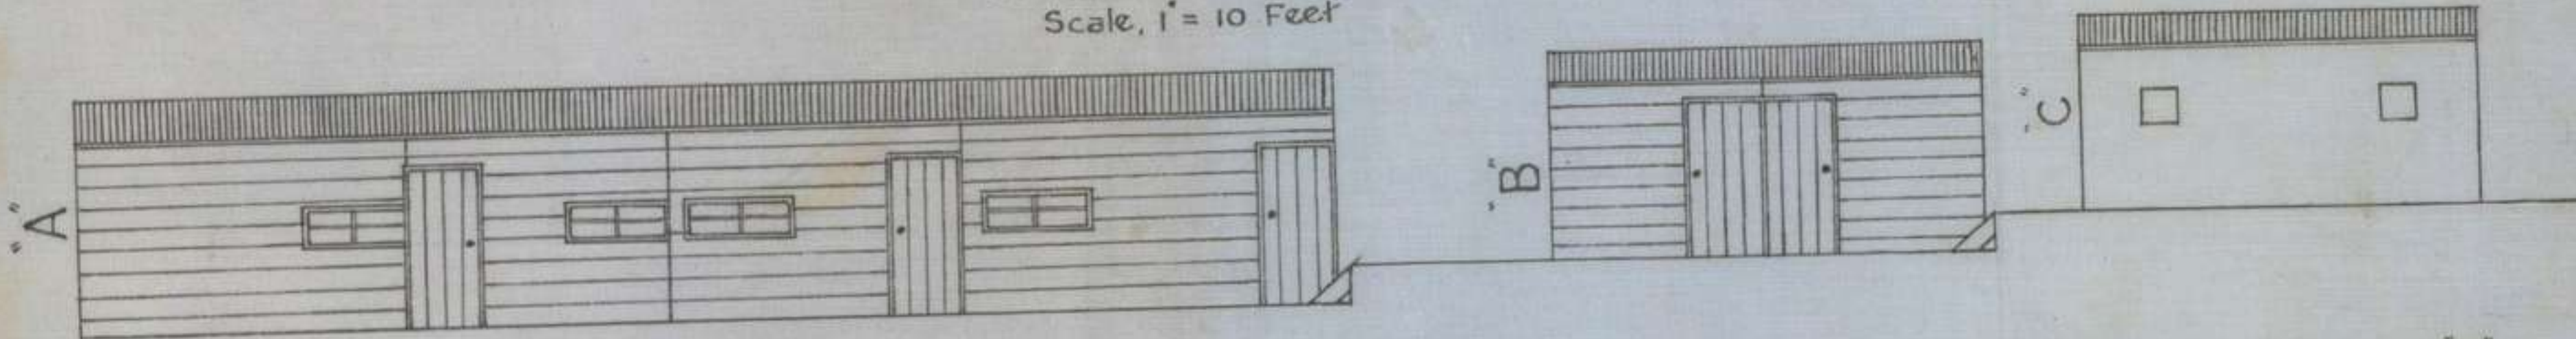 Scale, 1" = 10 Feet
"A"
"B"
"C"